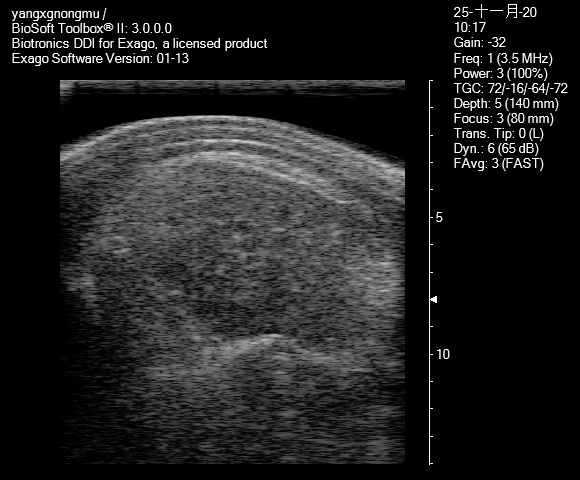 yangxgnongmu /
BioSoft Toolbox® II: 3.0.0.0
Biotronics DDI for Exago, a licensed product
Exago Software Version: 01-13
25-十一月-20
10:17
Gain: -32
Freq: 1 (3.5 MHz)
Power: 3 (100%)
TGC: 72/-16/-64/-72
Depth: 5 (140 mm)
Focus: 3 (80 mm)
Trans. Tip: 0 (L)
Dyn.: 6 (65 dB)
FAvg: 3 (FAST)
5
10